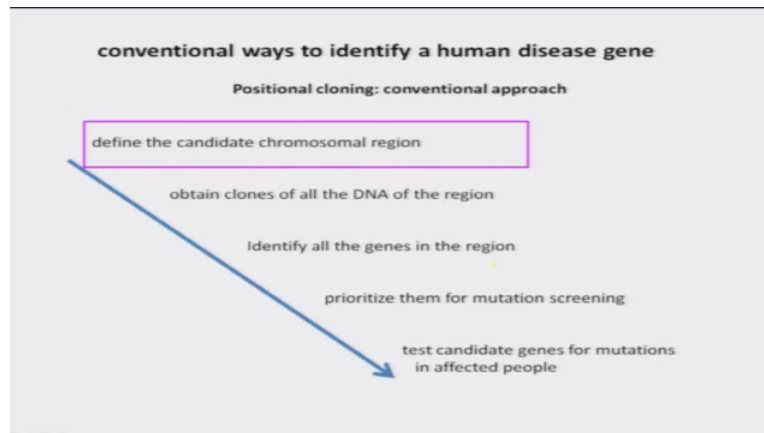 conventional ways to identify a human disease gene
Positional cloning: conventional approach
define the candidate chromosomal region
obtain clones of all the DNA of the region
Identify all the genes in the region
prioritize them for mutation screening
test candidate genes for mutations
in affected people